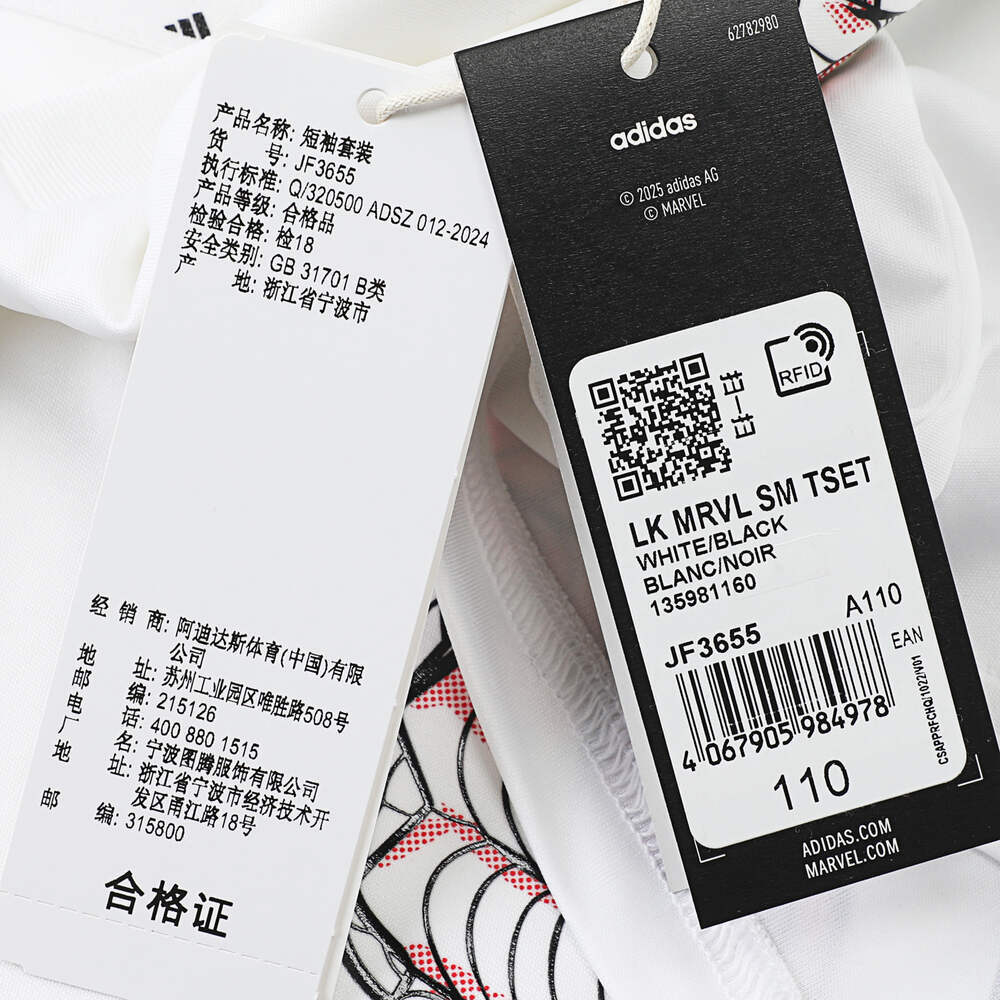 产品名称: 短袖套装
货 号: JF3655
执行标准: Q/320500 ADSZ 012-2024
产品等级: 合格品
检验合格: 检18
安全类别: GB 31701 B类
产 地: 浙江省宁波市
经 销 商: 阿迪达斯体育(中国)有限
公司
地 址: 苏州工业园区唯胜路508号
邮 编: 215126
电 话: 400 880 1515
厂 名: 宁波图腾服饰有限公司
地 址: 浙江省宁波市经济技术开
发区甬江路18号
邮 编: 315800
合格证
62782980
adidas
© 2025 adidas AG
© MARVEL
RFID
LK MRVL SM TSET
WHITE/BLACK
BLANC/NOIR
135981160
JF3655 A110
EAN
4 067905 984978
110
ADIDAS.COM
MARVEL.COM